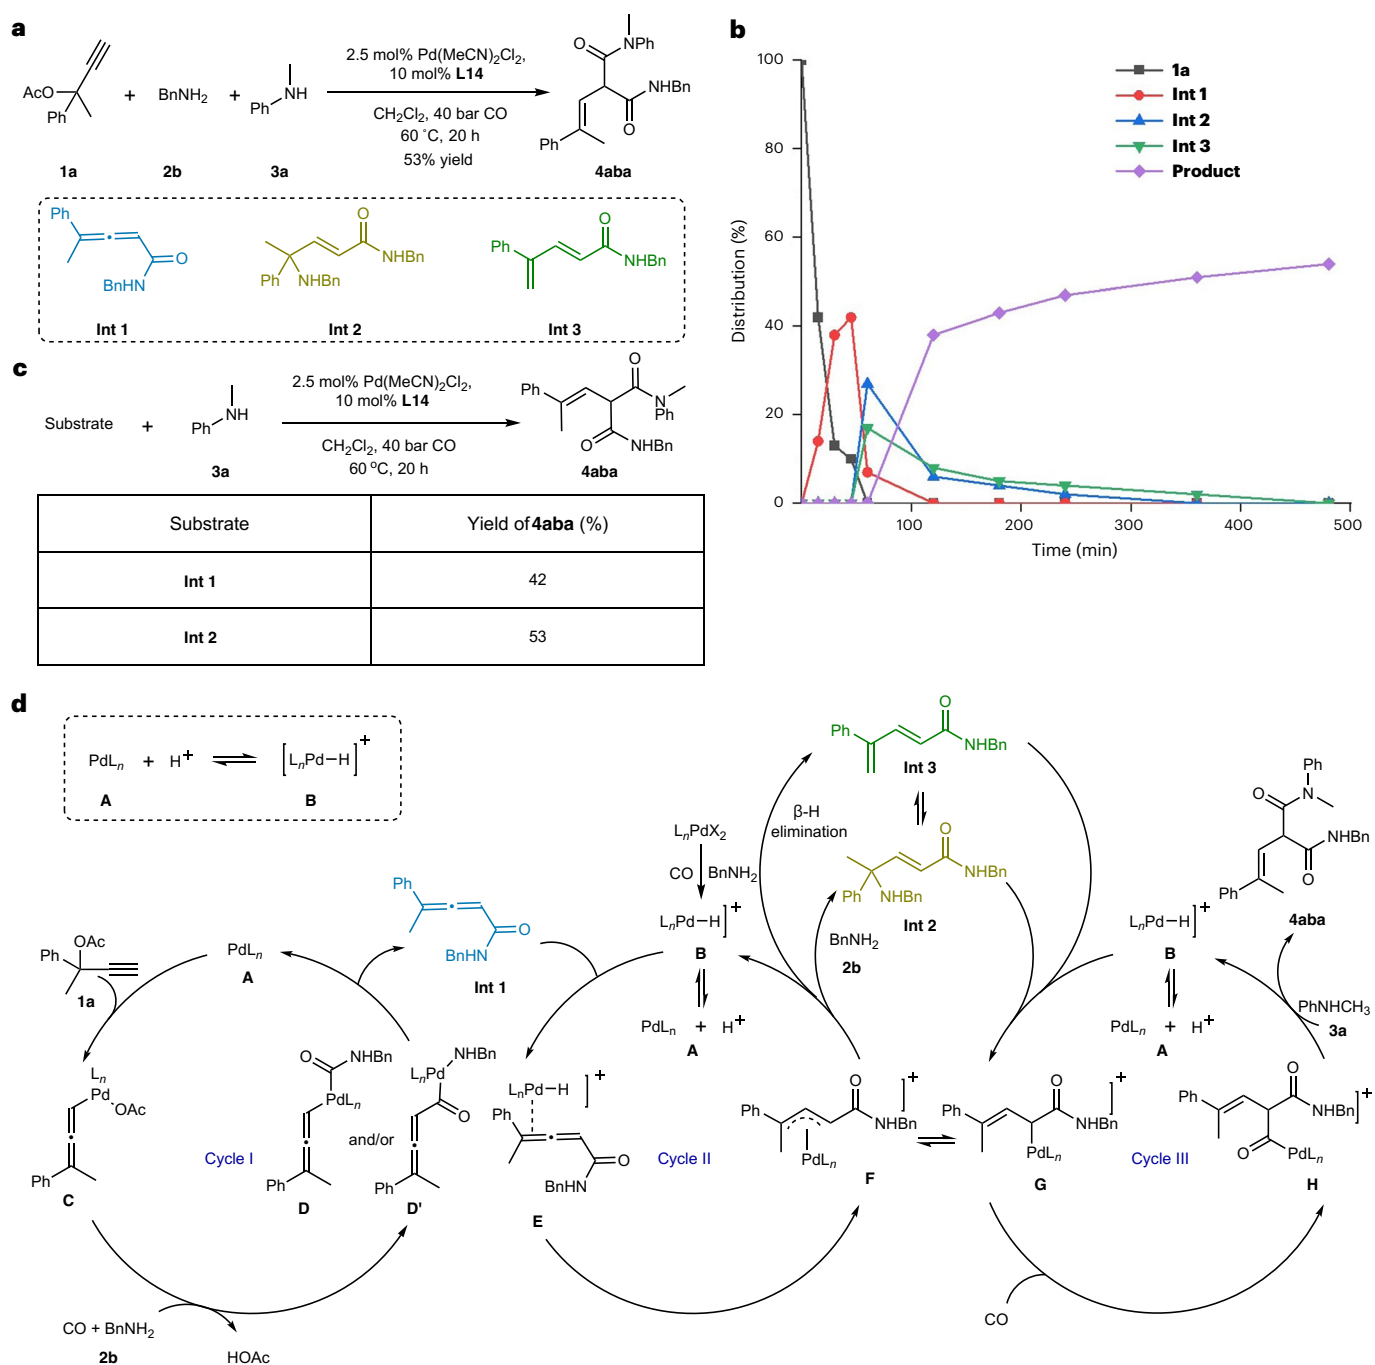 a
AcO
Ph
1a
+
BnNH2
2b
+
Ph
NH
3a
2.5 mol% Pd(MeCN)2Cl2,
10 mol% L14
CH2Cl2, 40 bar CO
60 ˚C, 20 h
53% yield
O
NPh
NHBn
O
Ph
4aba
Ph
O
BnHN
Int 1
O
NHBn
Ph
NHBn
Int 2
Ph
O
NHBn
Int 3
b
100
80
60
40
20
0
100
200
300
400
500
Distribution (%)
Time (min)
1a
Int 1
Int 2
Int 3
Product
c
Substrate
+
Ph
NH
3a
2.5 mol% Pd(MeCN)2Cl2,
10 mol% L14
CH2Cl2, 40 bar CO
60 ºC, 20 h
Ph
O
N
Ph
O
NHBn
4aba
Substrate
Yield of 4aba (%)
Int 1
42
Int 2
53
d
PdLn + H+
[LnPd–H]+
A
B
Ph
OAc
1a
PdLn
A
Ln
Pd
OAc
Ph
C
CO + BnNH2
2b
HOAc
Cycle I
O
NHBn
PdLn
Ph
D
and/or
NHBn
LnPd
O
Ph
D'
Ph
O
BnHN
Int 1
LnPdX2
CO
BnNH2
LnPd–H]+
B
PdLn + H+
A
LnPd–H]+
Ph
O
BnHN
E
Cycle II
β-H
elimination
BnNH2
2b
Ph
O
NHBn
Int 3
O
NHBn
Ph
NHBn
Int 2
Ph
O
NHBn
]+
PdLn
F
Ph
O
NHBn
]+
PdLn
G
CO
Cycle III
LnPd–H]+
B
PdLn + H+
A
Ph
O
NHBn
]+
O
PdLn
H
PhNHCH3
3a
Ph
O
N
NHBn
O
Ph
4aba